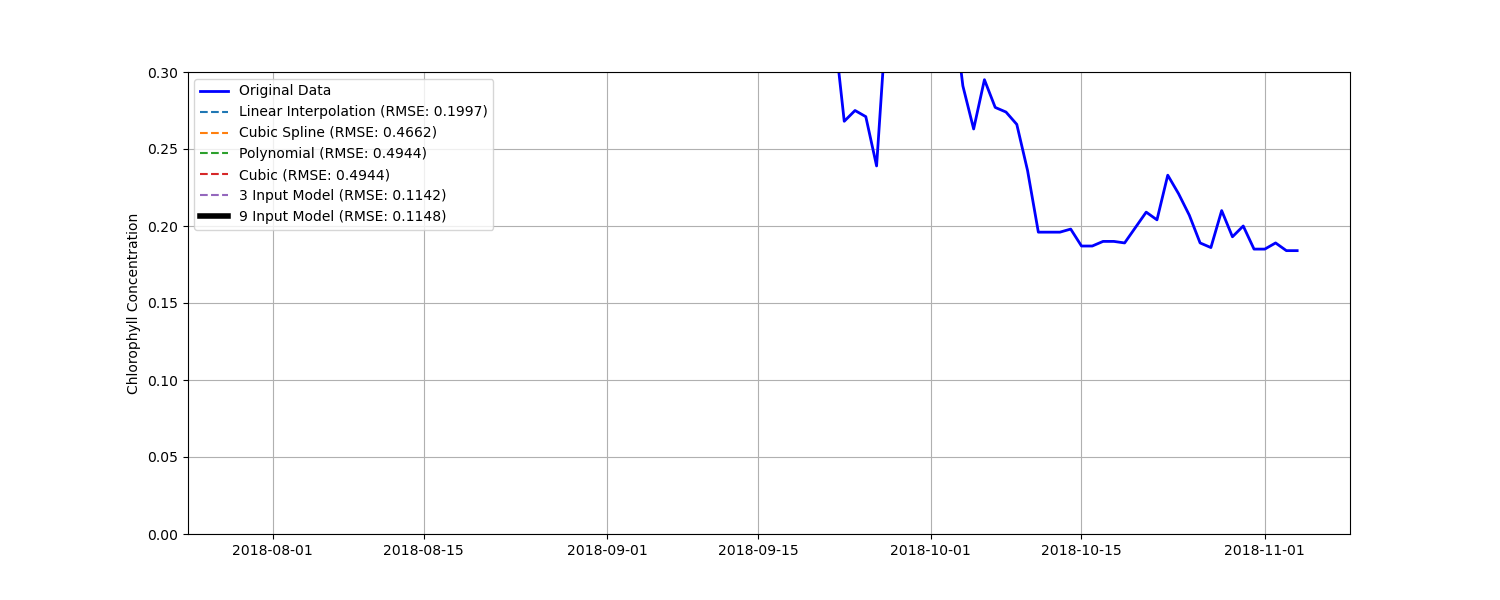 0.30
0.25
0.20
0.15
0.10
0.05
0.00
Chlorophyll Concentration
Original Data
Linear Interpolation (RMSE: 0.1997)
Cubic Spline (RMSE: 0.4662)
Polynomial (RMSE: 0.4944)
Cubic (RMSE: 0.4944)
3 Input Model (RMSE: 0.1142)
9 Input Model (RMSE: 0.1148)
2018-08-01
2018-08-15
2018-09-01
2018-09-15
2018-10-01
2018-10-15
2018-11-01